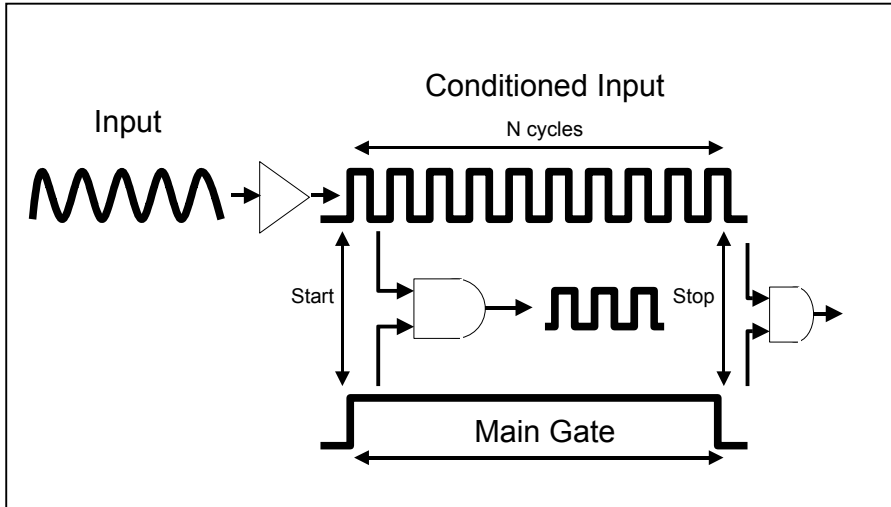 Conditioned Input
Input
N cycles
Start
Stop
Main Gate